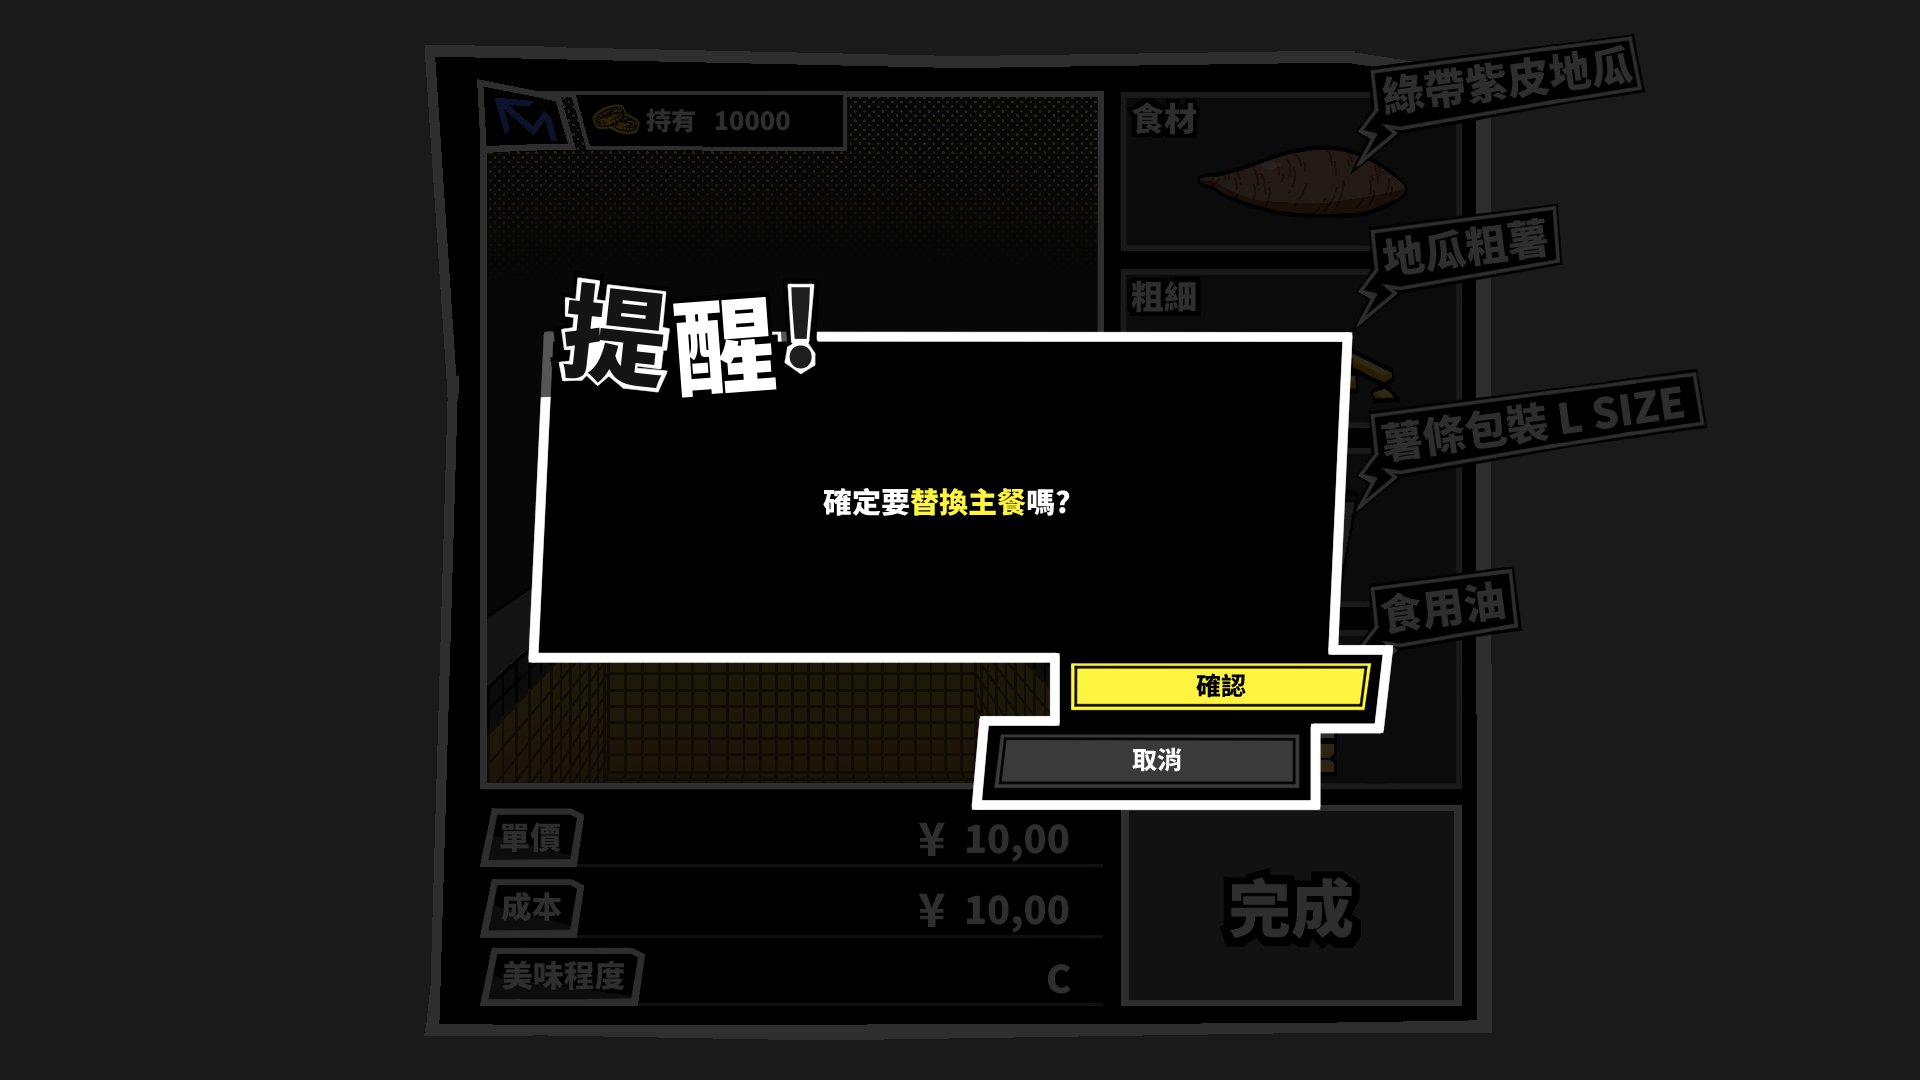 綠帶紫皮地瓜
持有 10000
食材
地瓜粗薯
粗細
提醒!
薯條包裝 L SIZE
確定要替換主餐嗎?
食用油
確認
取消
單價 ¥ 10,00
成本 ¥ 10,00
美味程度 C
完成